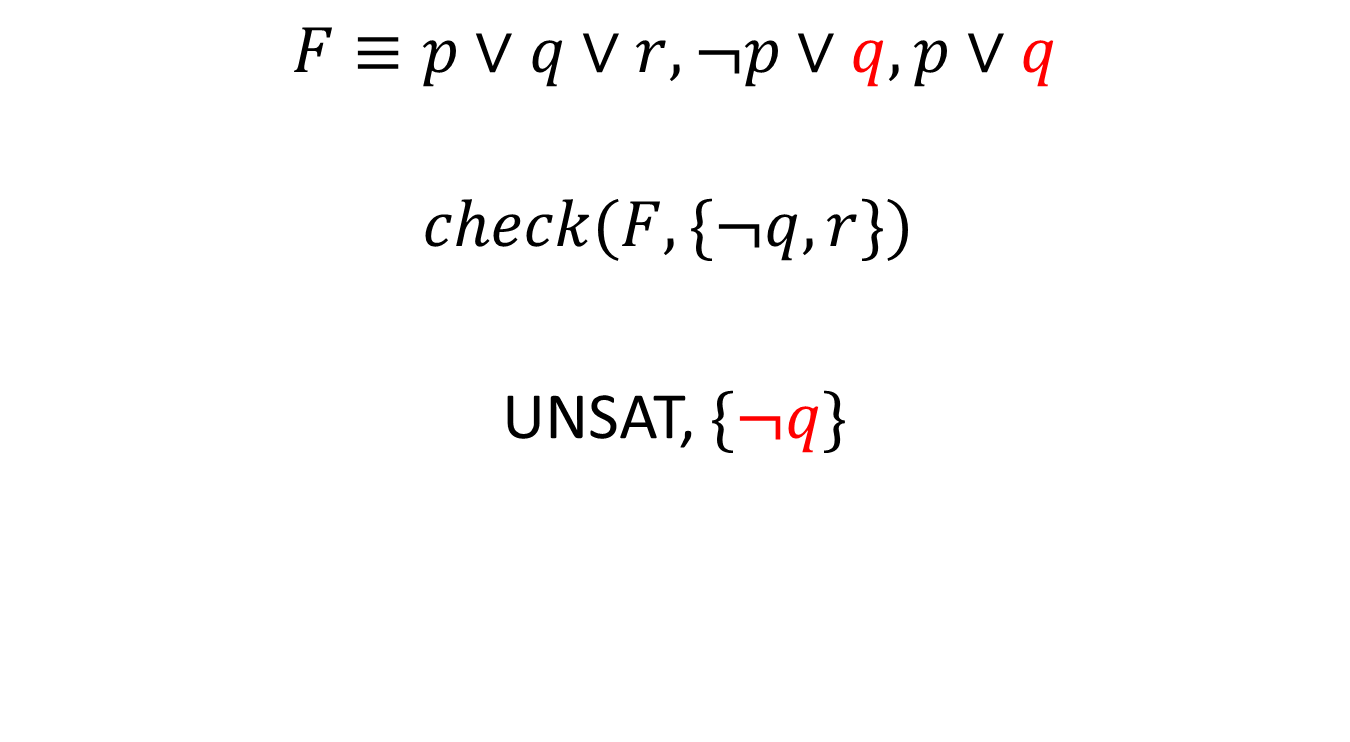 F ≡ p ∨ q ∨ r, ¬p ∨ q, p ∨ q
check(F, {¬q, r})
UNSAT, {¬q}